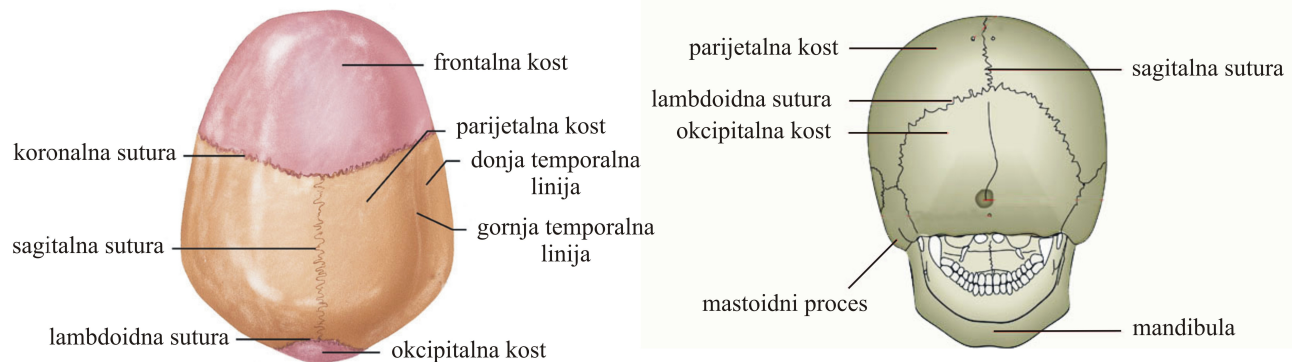 frontalna kost
parijetalna kost
koronalna sutura
donja temporalna
linija
sagitalna sutura
gornja temporalna
linija
lambdoidna sutura
okcipitalna kost
parijetalna kost
sagitalna sutura
lambdoidna sutura
okcipitalna kost
mastoidni proces
mandibula